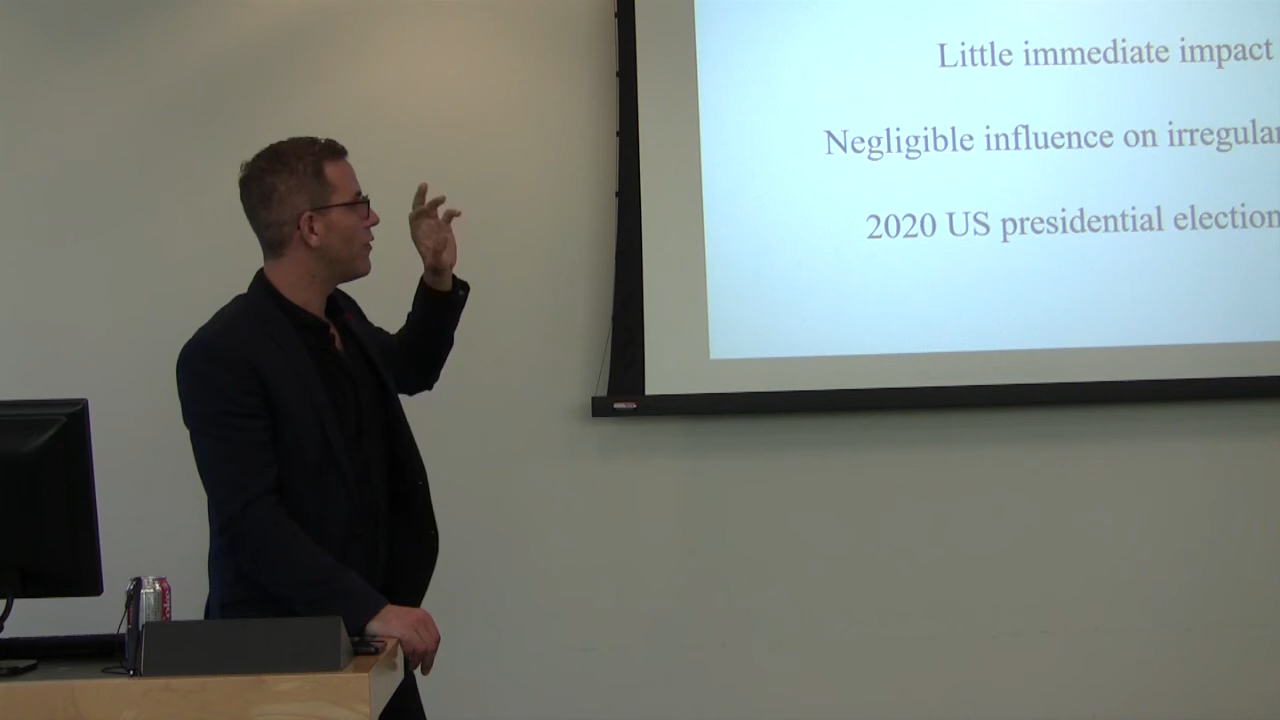 Little immediate impact
Negligible influence on irregular
2020 US presidential election